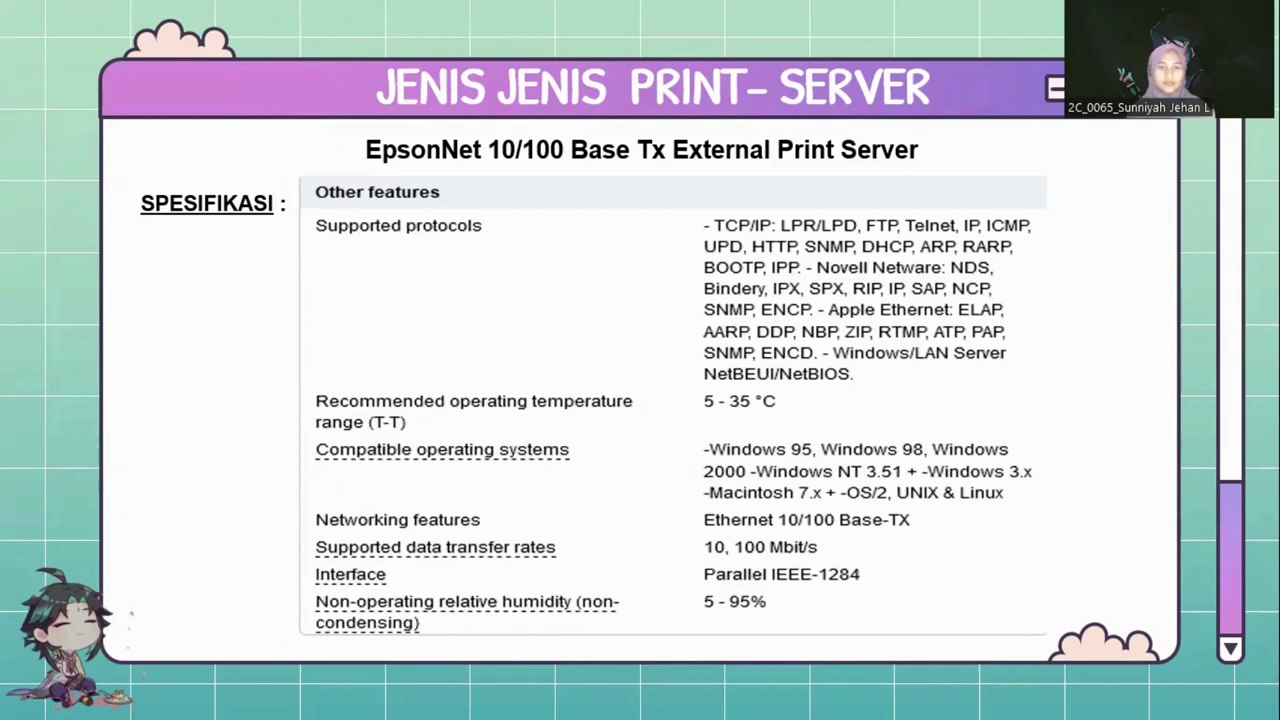 JENIS JENIS PRINT- SERVER
2C_0065_Sunniyah Jehan L
EpsonNet 10/100 Base Tx External Print Server
SPESIFIKASI :
Other features
Supported protocols
- TCP/IP: LPR/LPD, FTP, Telnet, IP, ICMP,
UPD, HTTP, SNMP, DHCP, ARP, RARP,
BOOTP, IPP. - Novell Netware: NDS,
Bindery, IPX, SPX, RIP, IP, SAP, NCP,
SNMP, ENCP. - Apple Ethernet: ELAP,
AARP, DDP, NBP, ZIP, RTMP, ATP, PAP,
SNMP, ENCD. - Windows/LAN Server
NetBEUI/NetBIOS.
Recommended operating temperature
range (T-T)
5 - 35 °C
Compatible operating systems
-Windows 95, Windows 98, Windows
2000 -Windows NT 3.51 + -Windows 3.x
-Macintosh 7.x + -OS/2, UNIX & Linux
Networking features
Ethernet 10/100 Base-TX
Supported data transfer rates
10, 100 Mbit/s
Interface
Parallel IEEE-1284
Non-operating relative humidity (non-
condensing)
5 - 95%